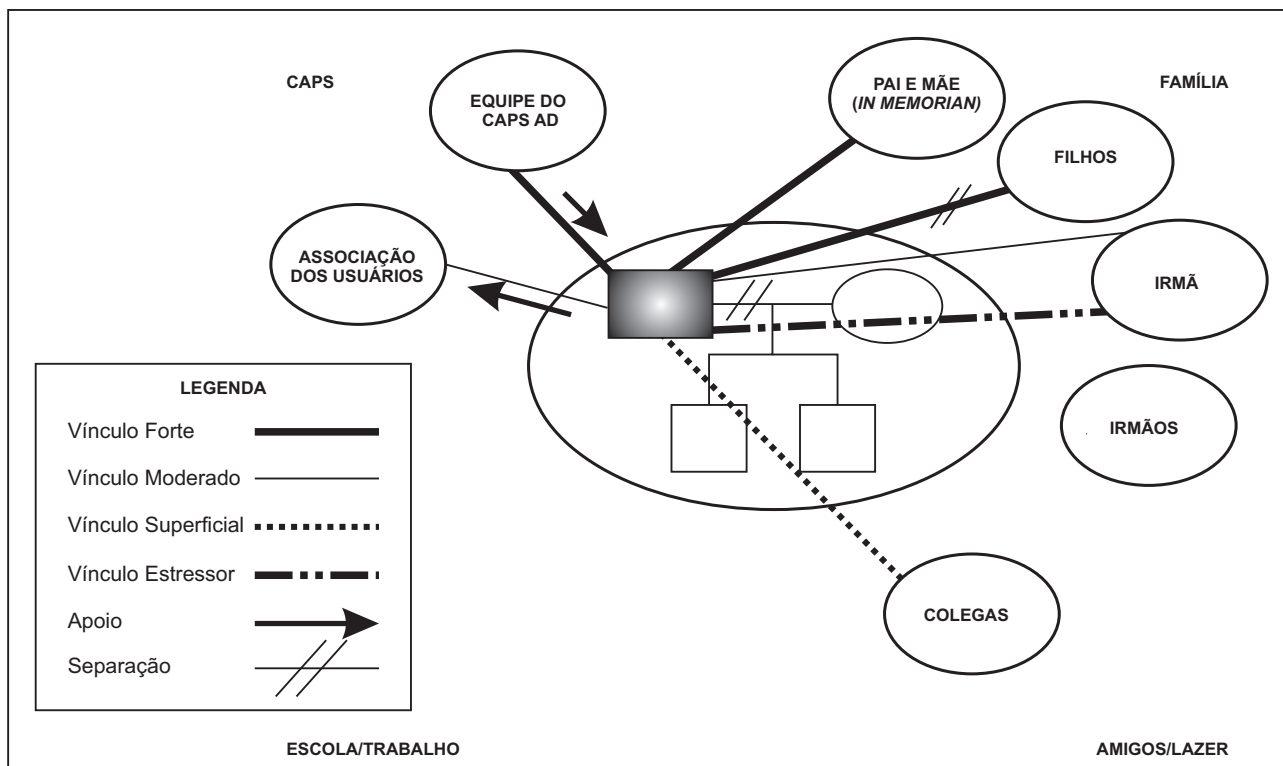 CAPS
EQUIPE DO
CAPS AD
PAI E MÃE
(IN MEMORIAN)
FAMÍLIA
FILHOS
ASSOCIAÇÃO
DOS USUÁRIOS
IRMÃ
IRMÃOS
COLEGAS
LEGENDA
Vínculo Forte
Vínculo Moderado
Vínculo Superficial
Vínculo Estressor
Apoio
Separação
ESCOLA/TRABALHO
AMIGOS/LAZER